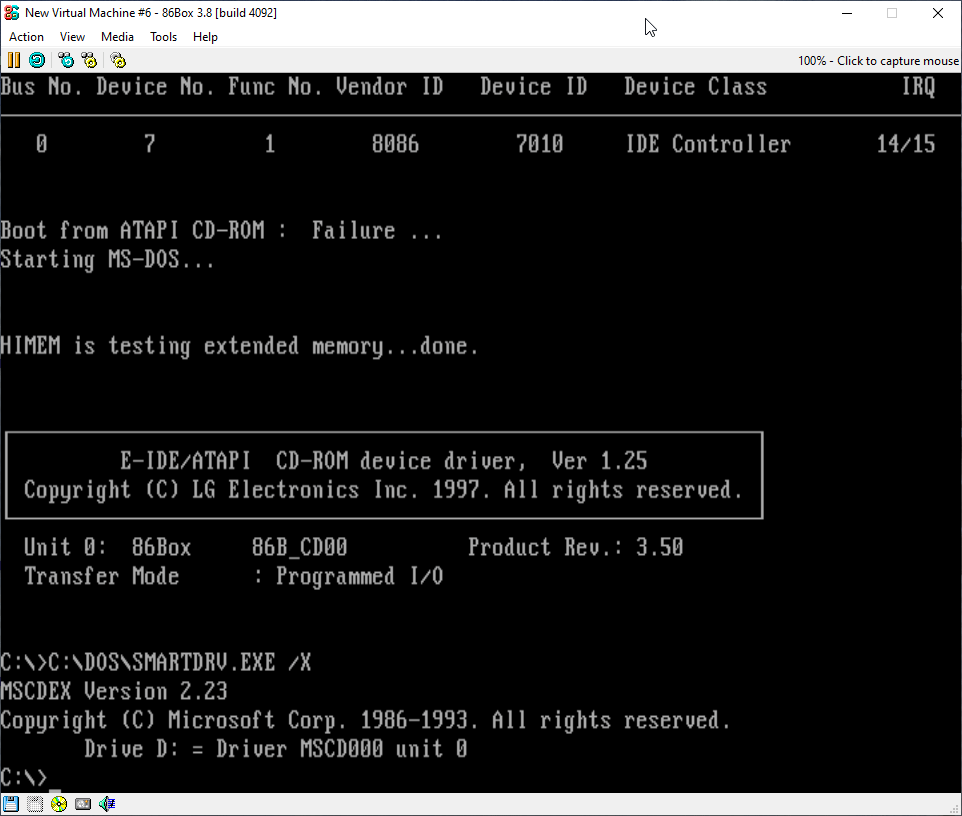 New Virtual Machine #6 - 86Box 3.8 [build 4092]
Action View Media Tools Help
100% - Click to capture mouse
Bus No. Device No. Func No. Vendor ID Device ID Device Class IRQ
0 7 1 8086 7010 IDE Controller 14/15
Boot from ATAPI CD-ROM : Failure ...
Starting MS-DOS...
HIMEM is testing extended memory...done.
E-IDE/ATAPI CD-ROM device driver, Ver 1.25
Copyright (C) LG Electronics Inc. 1997. All rights reserved.
Unit 0: 86Box 86B_CD00 Product Rev.: 3.50
Transfer Mode : Programmed I/O
C:\>C:\DOS\SMARTDRV.EXE /X
MSCDEX Version 2.23
Copyright (C) Microsoft Corp. 1986-1993. All rights reserved.
Drive D: = Driver MSCD000 unit 0
C:\>